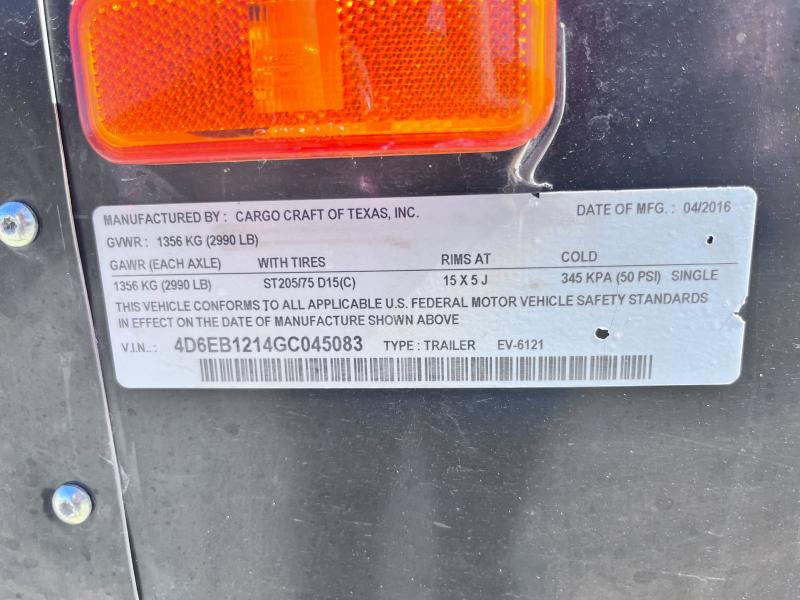 MANUFACTURED BY : CARGO CRAFT OF TEXAS, INC. DATE OF MFG. : 04/2016
GVWR : 1356 KG (2990 LB)
GAWR (EACH AXLE) WITH TIRES RIMS AT COLD
1356 KG (2990 LB) ST205/75 D15(C) 15 X 5 J 345 KPA (50 PSI) SINGLE
THIS VEHICLE CONFORMS TO ALL APPLICABLE U.S. FEDERAL MOTOR VEHICLE SAFETY STANDARDS
IN EFFECT ON THE DATE OF MANUFACTURE SHOWN ABOVE
V.I.N.. : 4D6EB1214GC045083 TYPE : TRAILER EV-6121